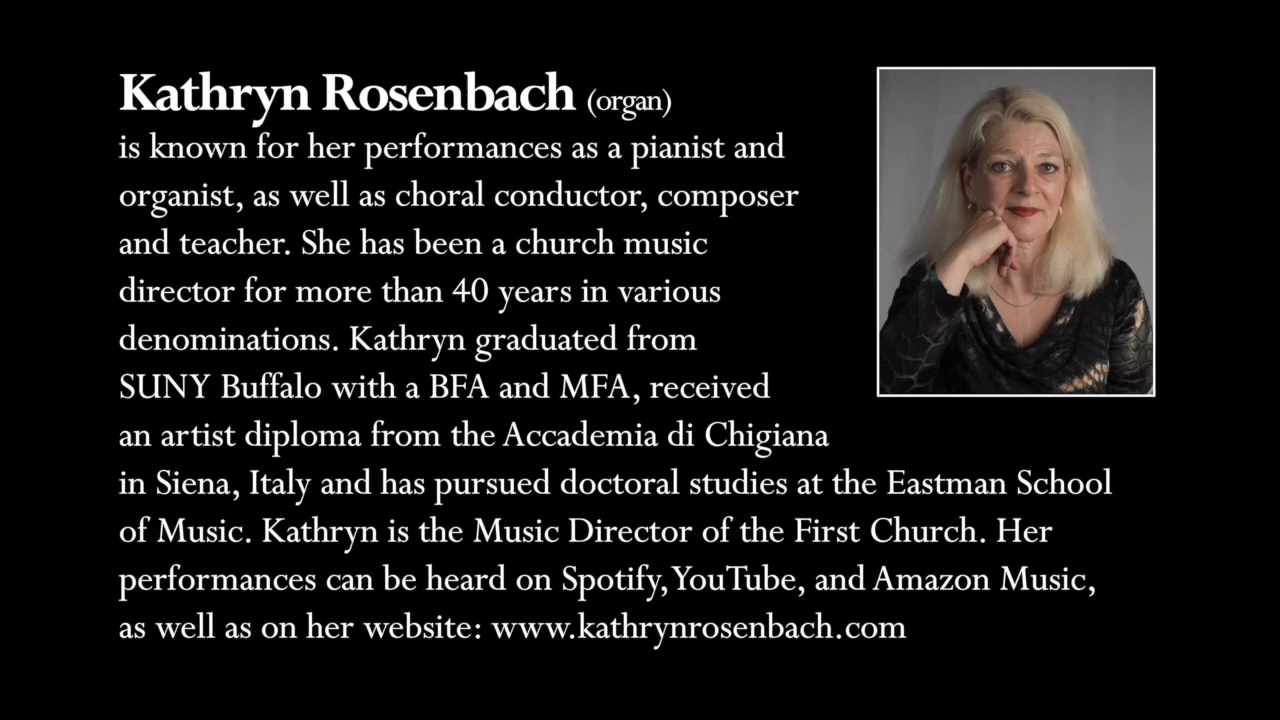 Kathryn Rosenbach (organ)
is known for her performances as a pianist and
organist, as well as choral conductor, composer
and teacher. She has been a church music
director for more than 40 years in various
denominations. Kathryn graduated from
SUNY Buffalo with a BFA and MFA, received
an artist diploma from the Accademia di Chigiana
in Siena, Italy and has pursued doctoral studies at the Eastman School
of Music. Kathryn is the Music Director of the First Church. Her
performances can be heard on Spotify, YouTube, and Amazon Music,
as well as on her website: www.kathrynrosenbach.com